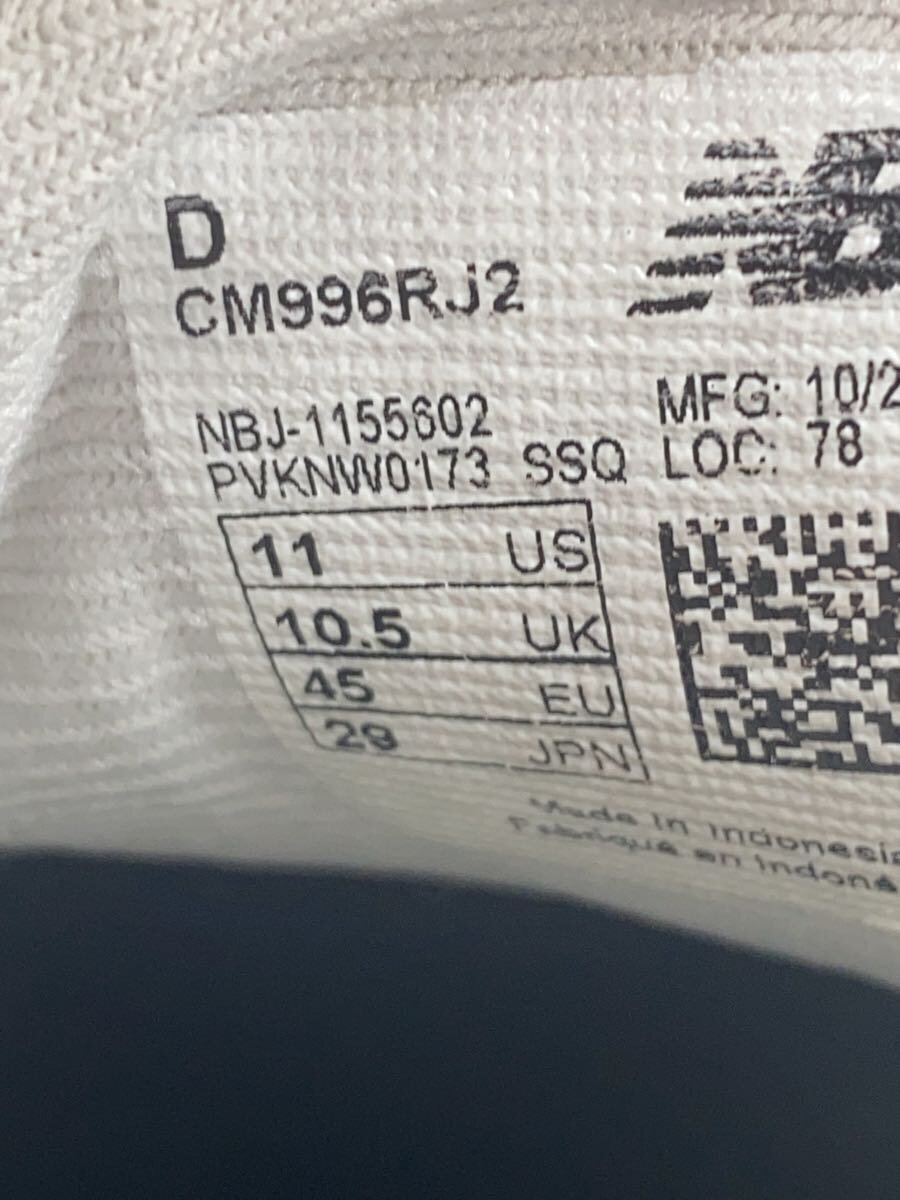 D
CM996RJ2
NBJ-1155602
PVKNW0173 SSQ
MFG: 10/2
LOC: 78
11 US
10.5 UK
45 EU
29 JPN
Made in Indonesia
Fabriqué en Indoné